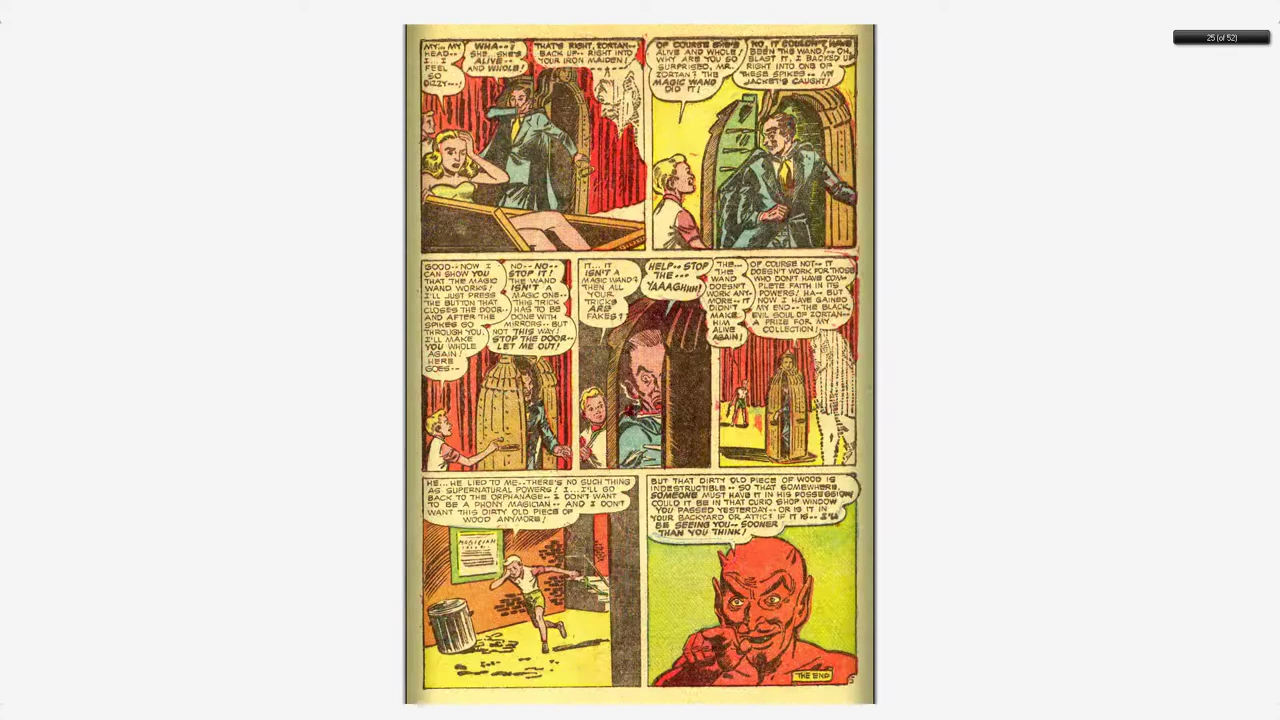 25 (of 52)
MY... MY
HEAD--
I... I
FEEL
SO
DIZZY--!
WHA--?
SHE, SHE'S
ALIVE--
AND WHOLE!
THAT'S RIGHT, ZORTAN--
BACK UP-- RIGHT INTO
YOUR IRON MAIDEN!
OF COURSE SHE'S
ALIVE AND WHOLE!
WHY ARE YOU SO
SURPRISED, MR.
ZORTAN? THE
MAGIC WAND
DID IT!
NO, IT COULDN'T HAVE
BEEN THE WAND!-- OH,
BLAST IT, I BACKED UP
RIGHT INTO ONE OF
THESE SPIKES-- MY
JACKET'S CAUGHT!
GOOD-- NOW I
CAN SHOW YOU
THAT THE MAGIC
WAND WORKS!
I'LL JUST PRESS
THE BUTTON THAT
CLOSES THE DOOR--
AND AFTER THE
SPIKES GO
THROUGH YOU,
I'LL MAKE
YOU WHOLE
AGAIN!
HERE
GOES--
NO-- NO--
STOP IT!
THE WAND
ISN'T A
MAGIC ONE--
THIS TRICK
HAS TO BE
DONE WITH
MIRRORS-- BUT
NOT THIS WAY!
STOP THE DOOR--
LET ME OUT!
IT... IT
ISN'T A
MAGIC WAND?
THEN ALL
YOUR
TRICKS
ARE
FAKES?
HELP-- STOP
THE---
YAAAGHHH!
THE...
THE
WAND
DOESN'T
WORK ANY-
MORE-- IT
DIDN'T
MAKE
HIM
ALIVE
AGAIN!
OF COURSE NOT-- IT
DOESN'T WORK FOR THOSE
WHO DON'T HAVE COM-
PLETE FAITH IN ITS
POWERS! HA-- BUT
NOW I HAVE GAINED
MY END-- THE BLACK,
EVIL SOUL OF ZORTAN--
A PRIZE FOR MY
COLLECTION!
HE... HE LIED TO ME-- THERE'S NO SUCH THING
AS SUPERNATURAL POWERS! I... I'LL GO
BACK TO THE ORPHANAGE-- I DON'T WANT
TO BE A PHONY MAGICIAN-- AND I DON'T
WANT THIS DIRTY OLD PIECE OF
WOOD ANYMORE!
MAGICIAN
BUT THAT DIRTY OLD PIECE OF WOOD IS
INDESTRUCTIBLE-- SO THAT SOMEWHERE,
SOMEONE MUST HAVE IT IN HIS POSSESSION
COULD IT BE IN THAT CURIO SHOP WINDOW
YOU PASSED YESTERDAY-- OR IS IT IN
YOUR BACKYARD OR ATTIC? IF IT IS-- I'LL
BE SEEING YOU-- SOONER
THAN YOU THINK!
THE END
5